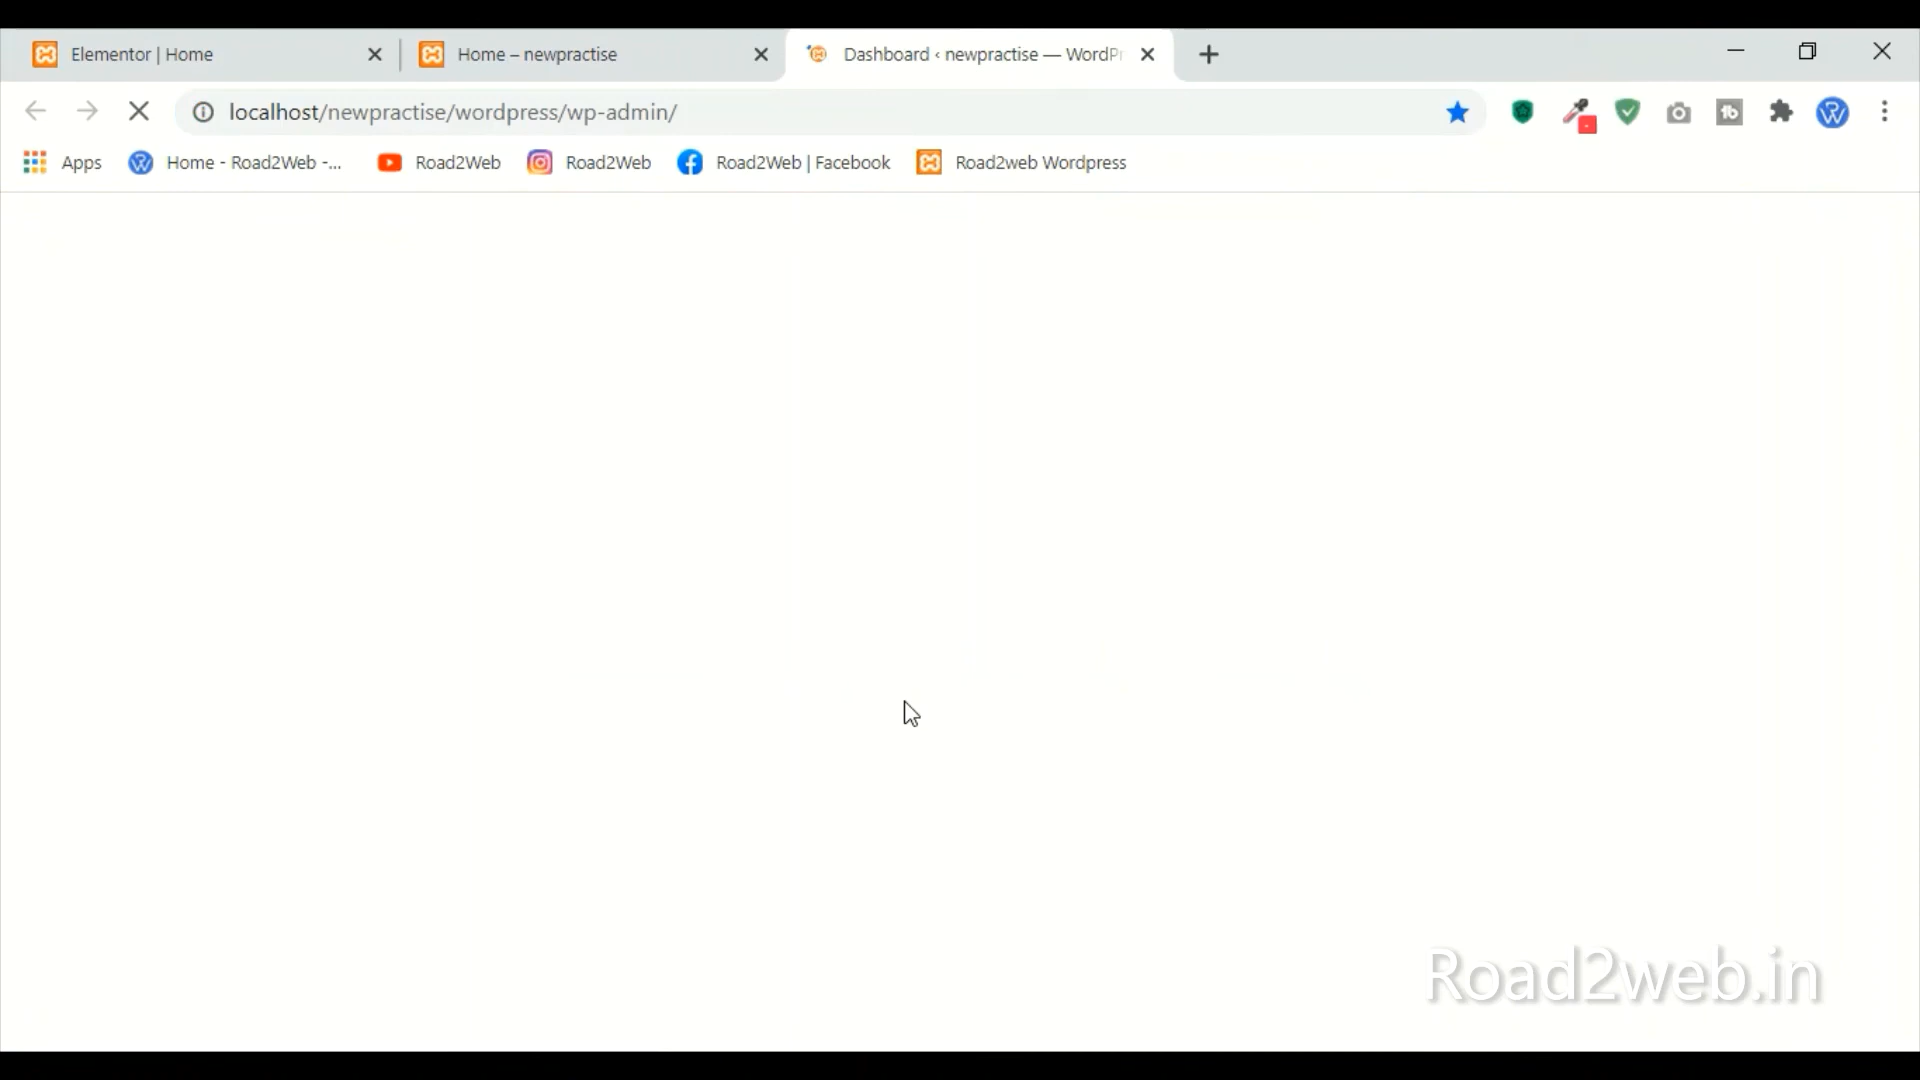 Elementor | Home
Home – newpractise
Dashboard ‹ newpractise — WordPr
localhost/newpractise/wordpress/wp-admin/
Apps
Home - Road2Web -...
Road2Web
Road2Web
Road2Web | Facebook
Road2web Wordpress
Road2web.in